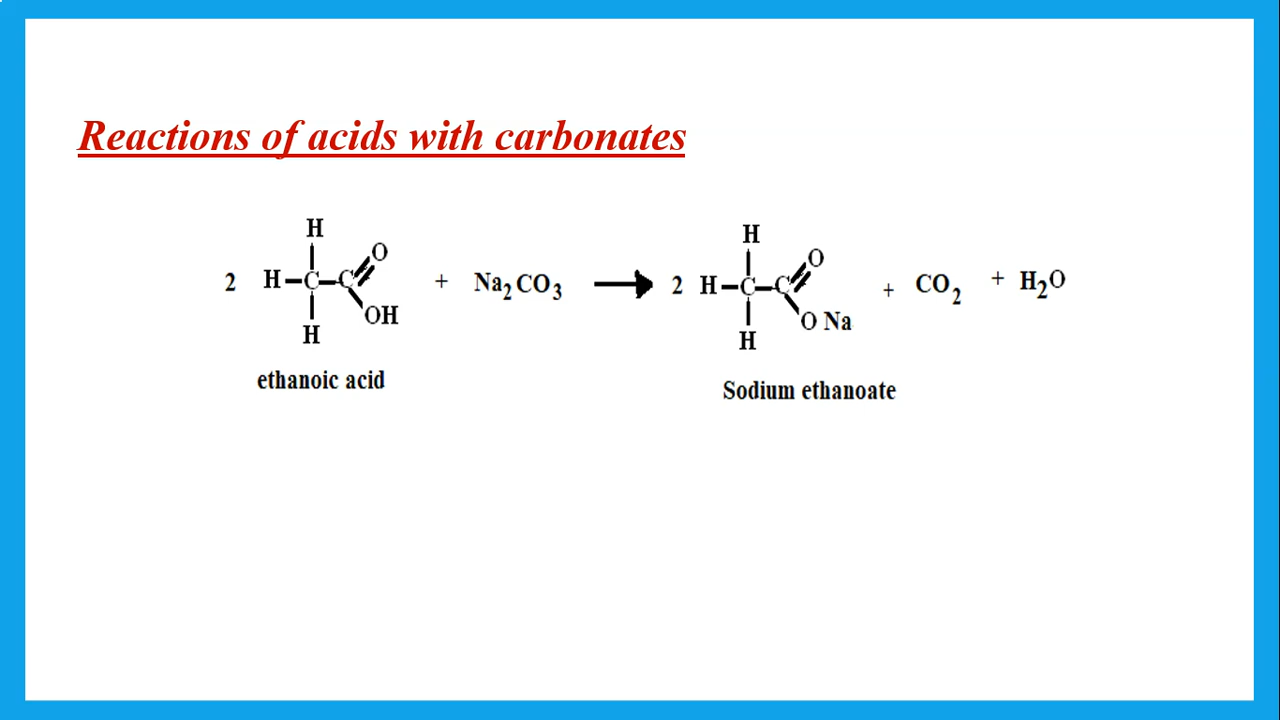 Reactions of acids with carbonates
H H
O O
2 H–C–C + Na₂CO₃ → 2 H–C–C + CO₂ + H₂O
OH O Na
H H
ethanoic acid Sodium ethanoate